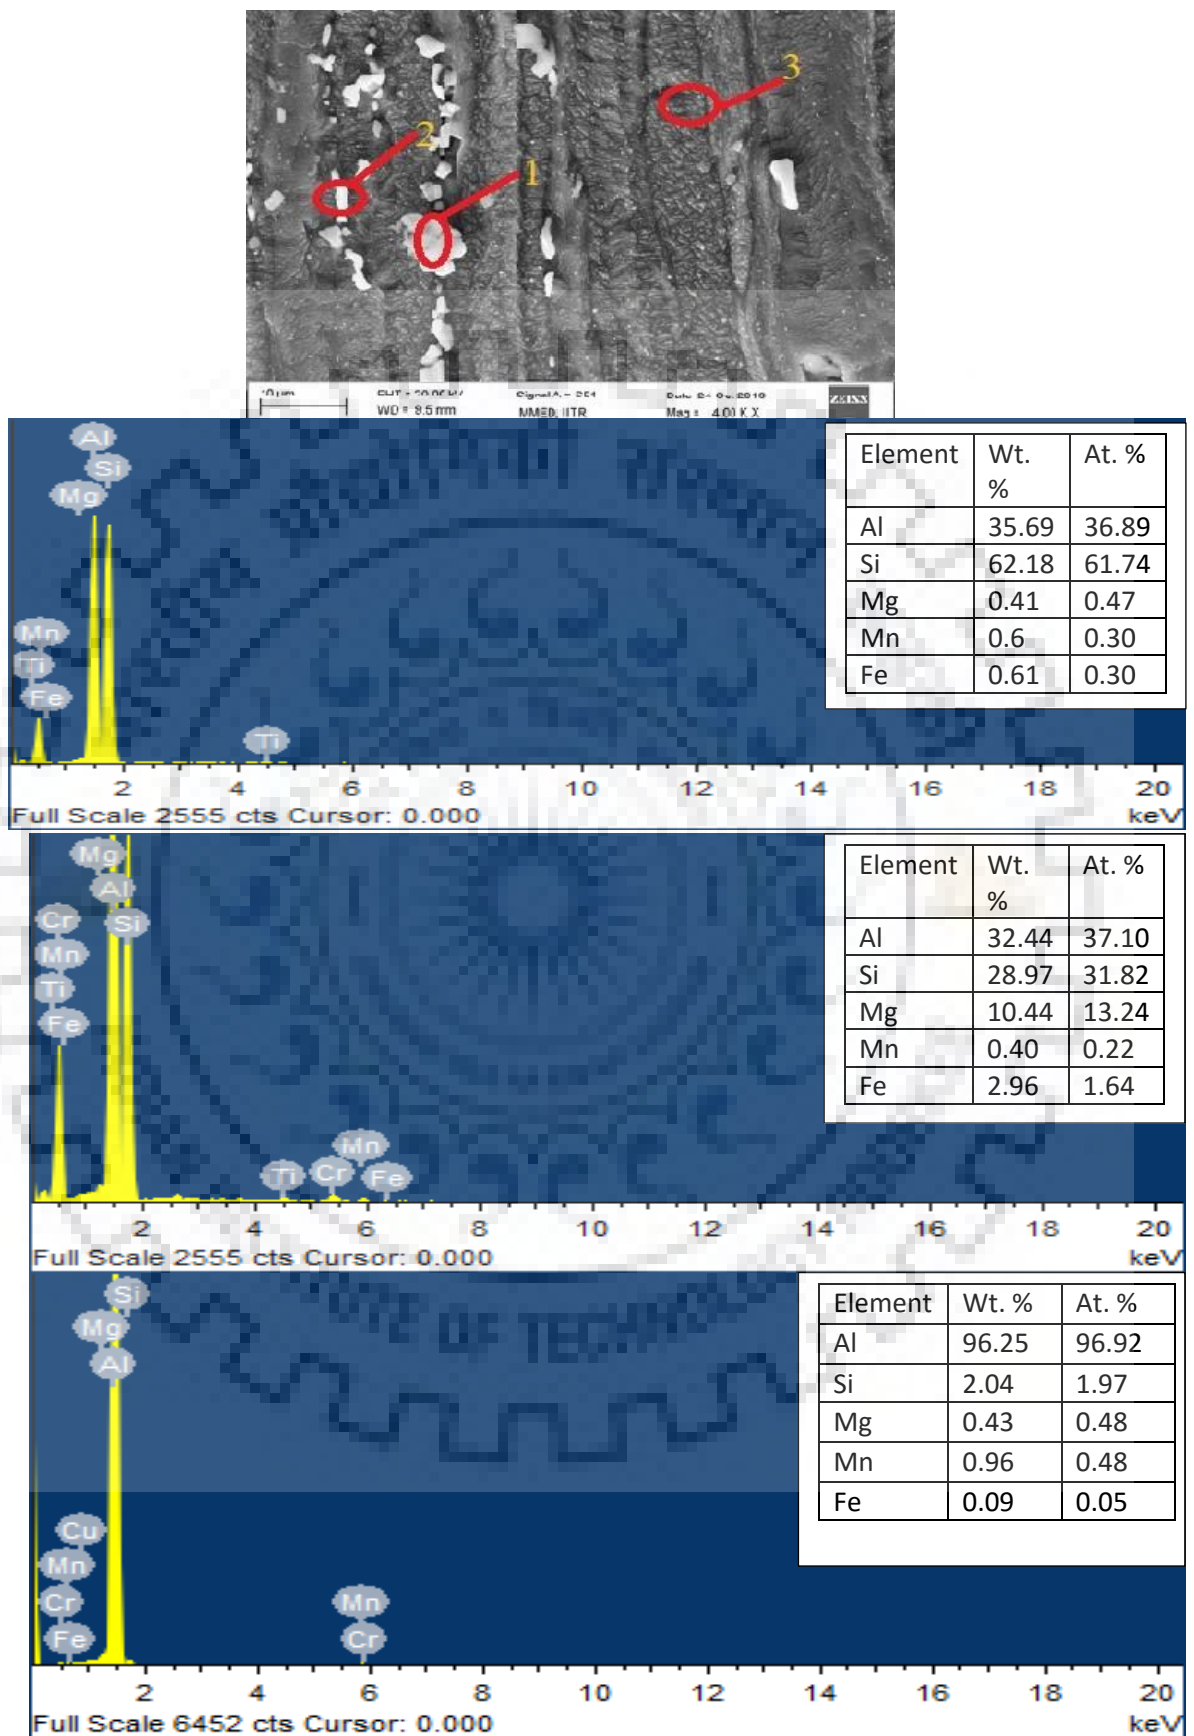 3
2
1
10 µm
WD = 9.5 mm
MMED, IITR
Mag = 4.00 K X
ZEISS
Al
Si
Mg
Mn
Ti
Fe
Ti
2 4 6 8 10 12 14 16 18 20
Full Scale 2555 cts Cursor: 0.000 keV
Element Wt. % At. %
Al 35.69 36.89
Si 62.18 61.74
Mg 0.41 0.47
Mn 0.6 0.30
Fe 0.61 0.30
Mg
Al
Cr Si
Mn
Ti
Fe
Mn
Ti Cr Fe
2 4 6 8 10 12 14 16 18 20
Full Scale 2555 cts Cursor: 0.000 keV
Element Wt. % At. %
Al 32.44 37.10
Si 28.97 31.82
Mg 10.44 13.24
Mn 0.40 0.22
Fe 2.96 1.64
Si
Mg
Al
Cu
Mn Mn
Cr
Fe Cr
2 4 6 8 10 12 14 16 18 20
Full Scale 6452 cts Cursor: 0.000 keV
Element Wt. % At. %
Al 96.25 96.92
Si 2.04 1.97
Mg 0.43 0.48
Mn 0.96 0.48
Fe 0.09 0.05